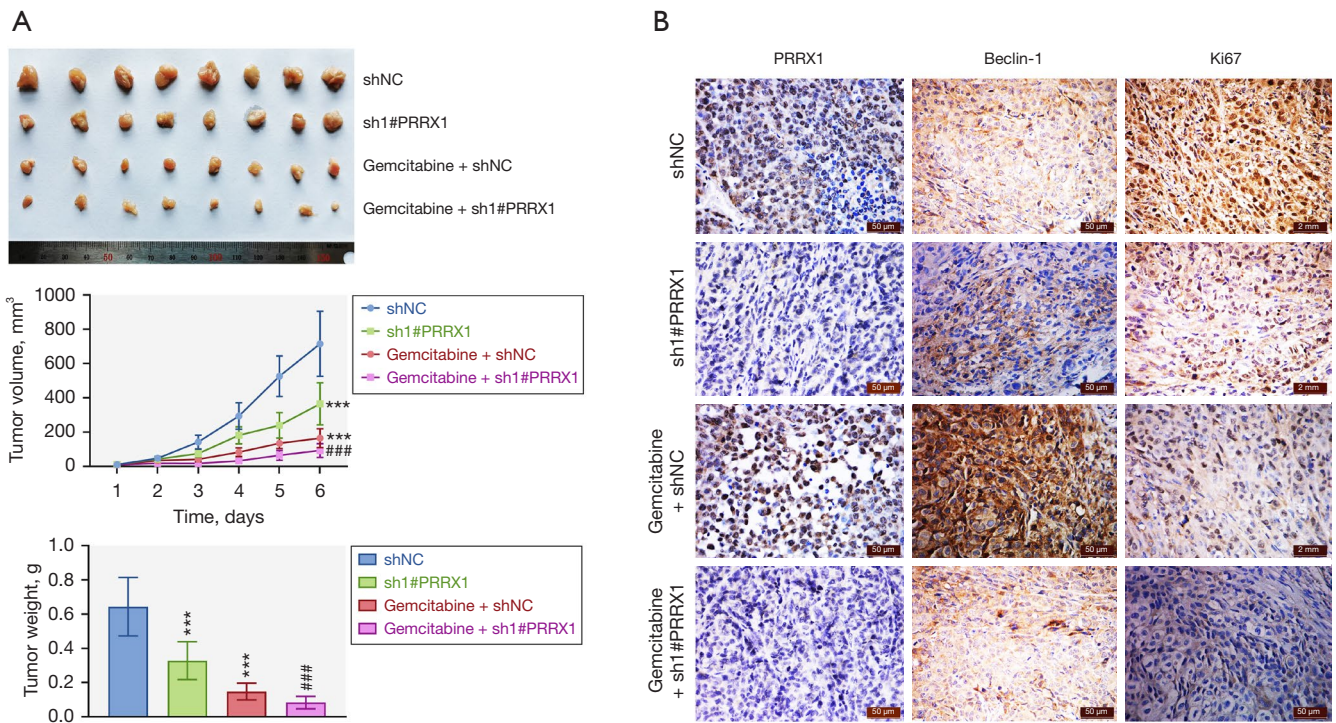 A
shNC
sh1#PRRX1
Gemcitabine + shNC
Gemcitabine + sh1#PRRX1
1000
800
600
400
200
0
Tumor volume, mm³
1 2 3 4 5 6
Time, days
shNC
sh1#PRRX1
Gemcitabine + shNC
Gemcitabine + sh1#PRRX1
***
***
###
1.0
0.8
0.6
0.4
0.2
0.0
Tumor weight, g
***
***
###
shNC
sh1#PRRX1
Gemcitabine + shNC
Gemcitabine + sh1#PRRX1
B
PRRX1 Beclin-1 Ki67
shNC
50 μm 50 μm 2 mm
sh1#PRRX1
50 μm 50 μm 2 mm
Gemcitabine
+ shNC
50 μm 50 μm 2 mm
Gemcitabine
+ sh1#PRRX1
50 μm 50 μm 50 μm